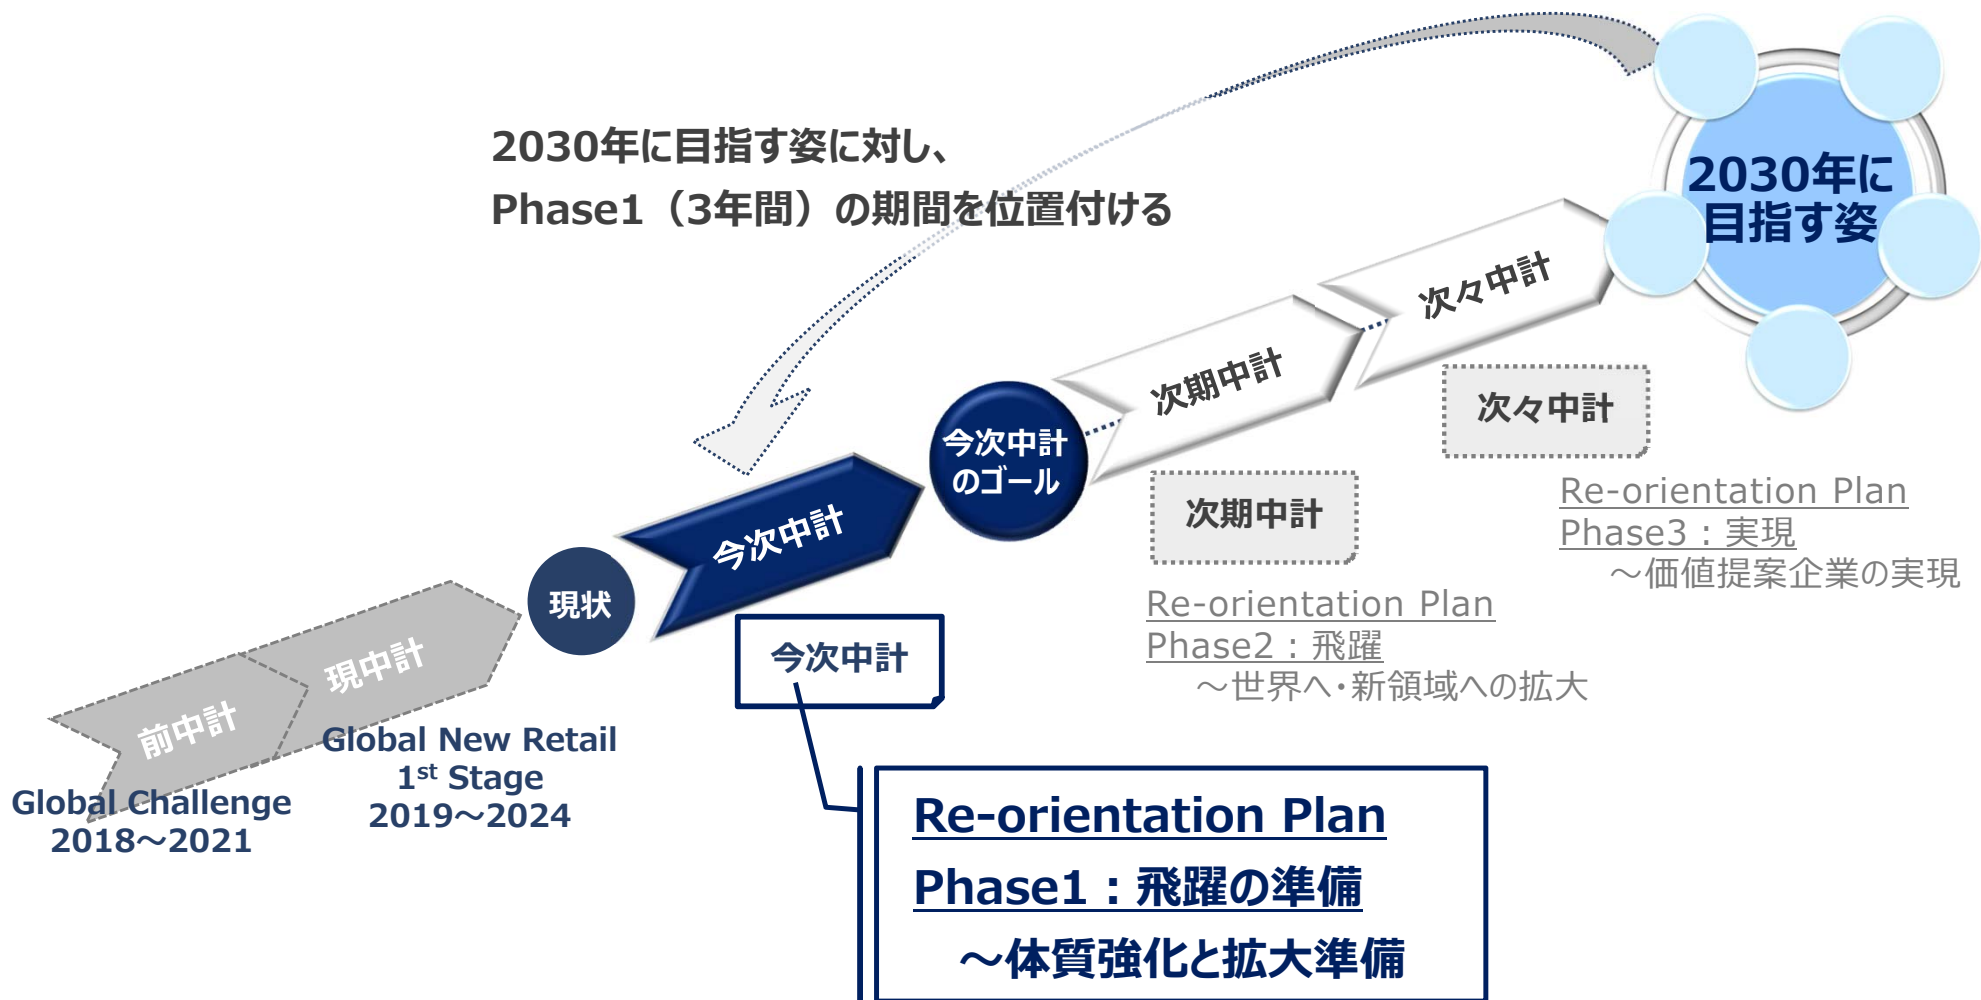 2030年に目指す姿に対し、
Phase1（3年間）の期間を位置付ける
2030年に
目指す姿
次々中計
次期中計
今次中計
のゴール
今次中計
現状
現中計
前中計
次々中計
Re-orientation Plan
Phase3：実現
～価値提案企業の実現
次期中計
Re-orientation Plan
Phase2：飛躍
～世界へ・新領域への拡大
今次中計
Global New Retail
1st Stage
2019～2024
Global Challenge
2018～2021
Re-orientation Plan
Phase1：飛躍の準備
～体質強化と拡大準備